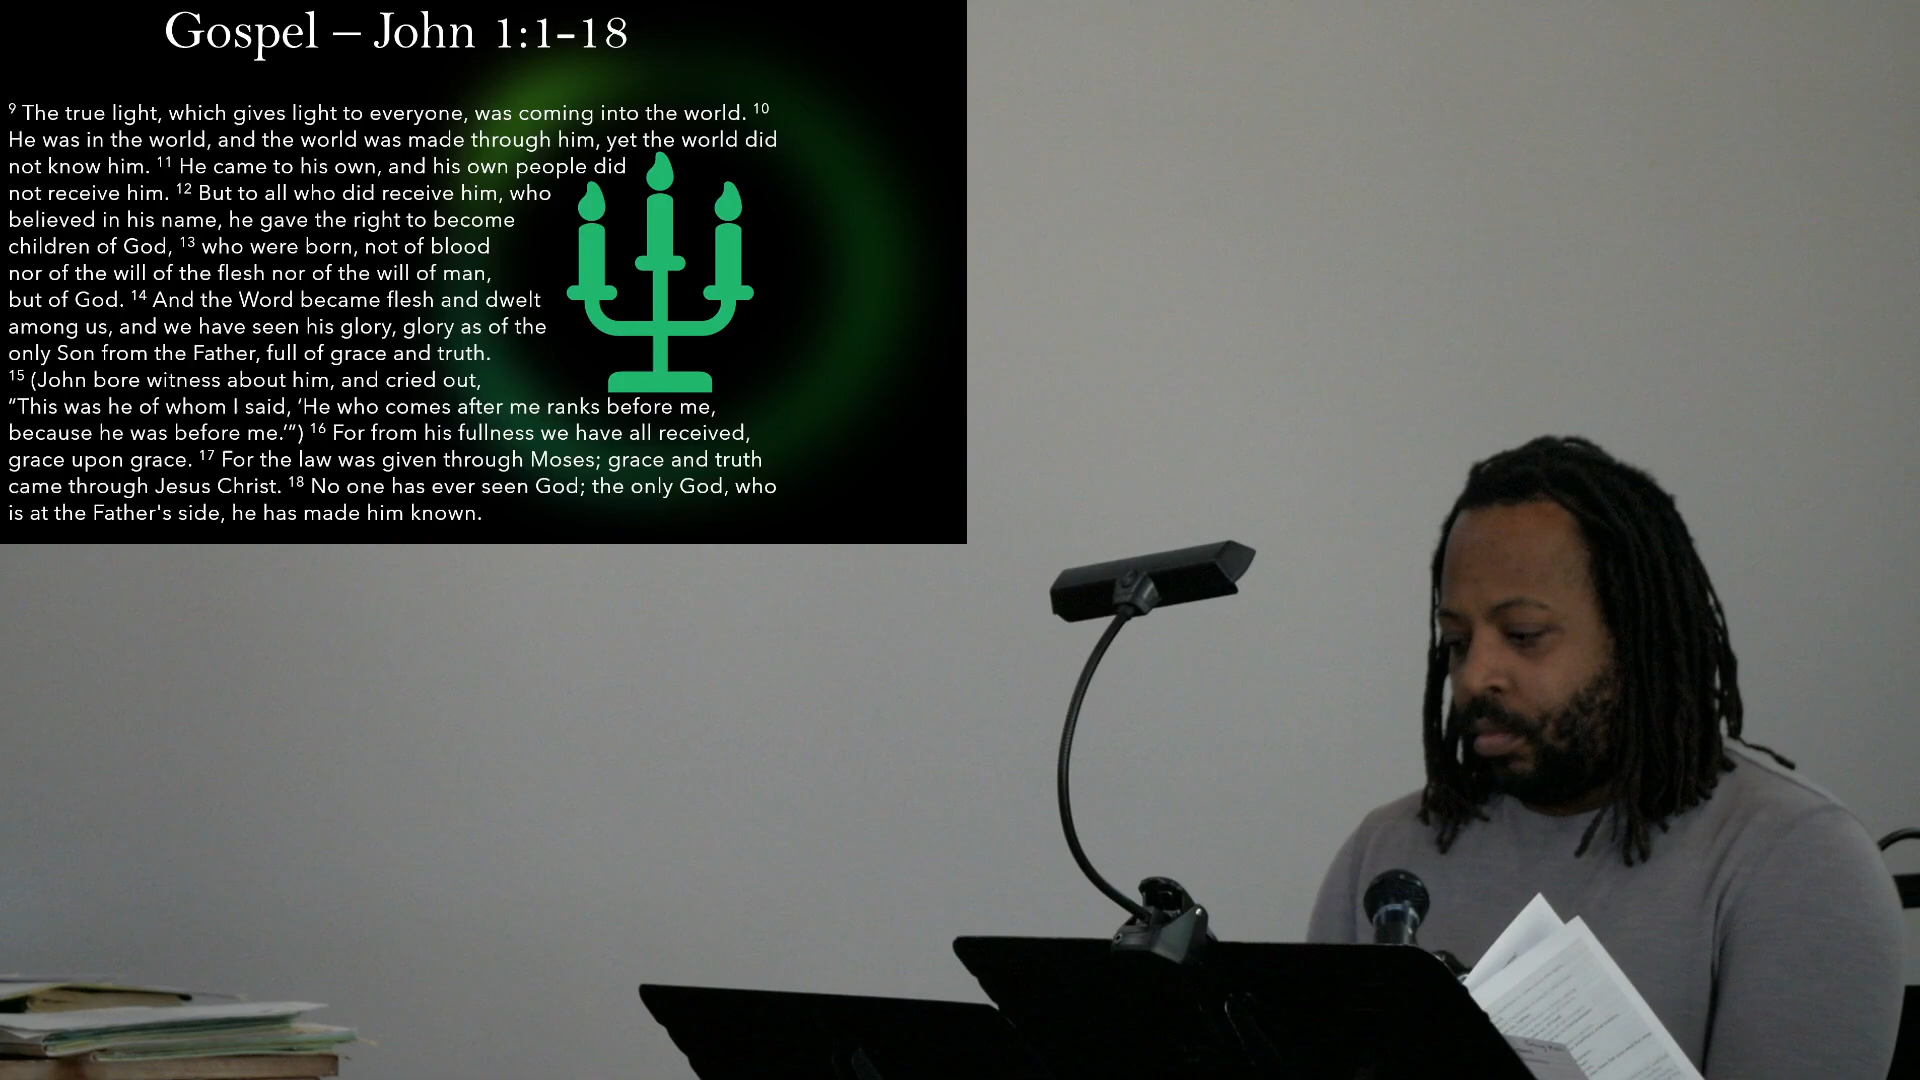 Gospel – John 1:1-18
9 The true light, which gives light to everyone, was coming into the world. 10
He was in the world, and the world was made through him, yet the world did
not know him. 11 He came to his own, and his own people did
not receive him. 12 But to all who did receive him, who
believed in his name, he gave the right to become
children of God, 13 who were born, not of blood
nor of the will of the flesh nor of the will of man,
but of God. 14 And the Word became flesh and dwelt
among us, and we have seen his glory, glory as of the
only Son from the Father, full of grace and truth.
15 (John bore witness about him, and cried out,
“This was he of whom I said, ‘He who comes after me ranks before me,
because he was before me.’”) 16 For from his fullness we have all received,
grace upon grace. 17 For the law was given through Moses; grace and truth
came through Jesus Christ. 18 No one has ever seen God; the only God, who
is at the Father's side, he has made him known.